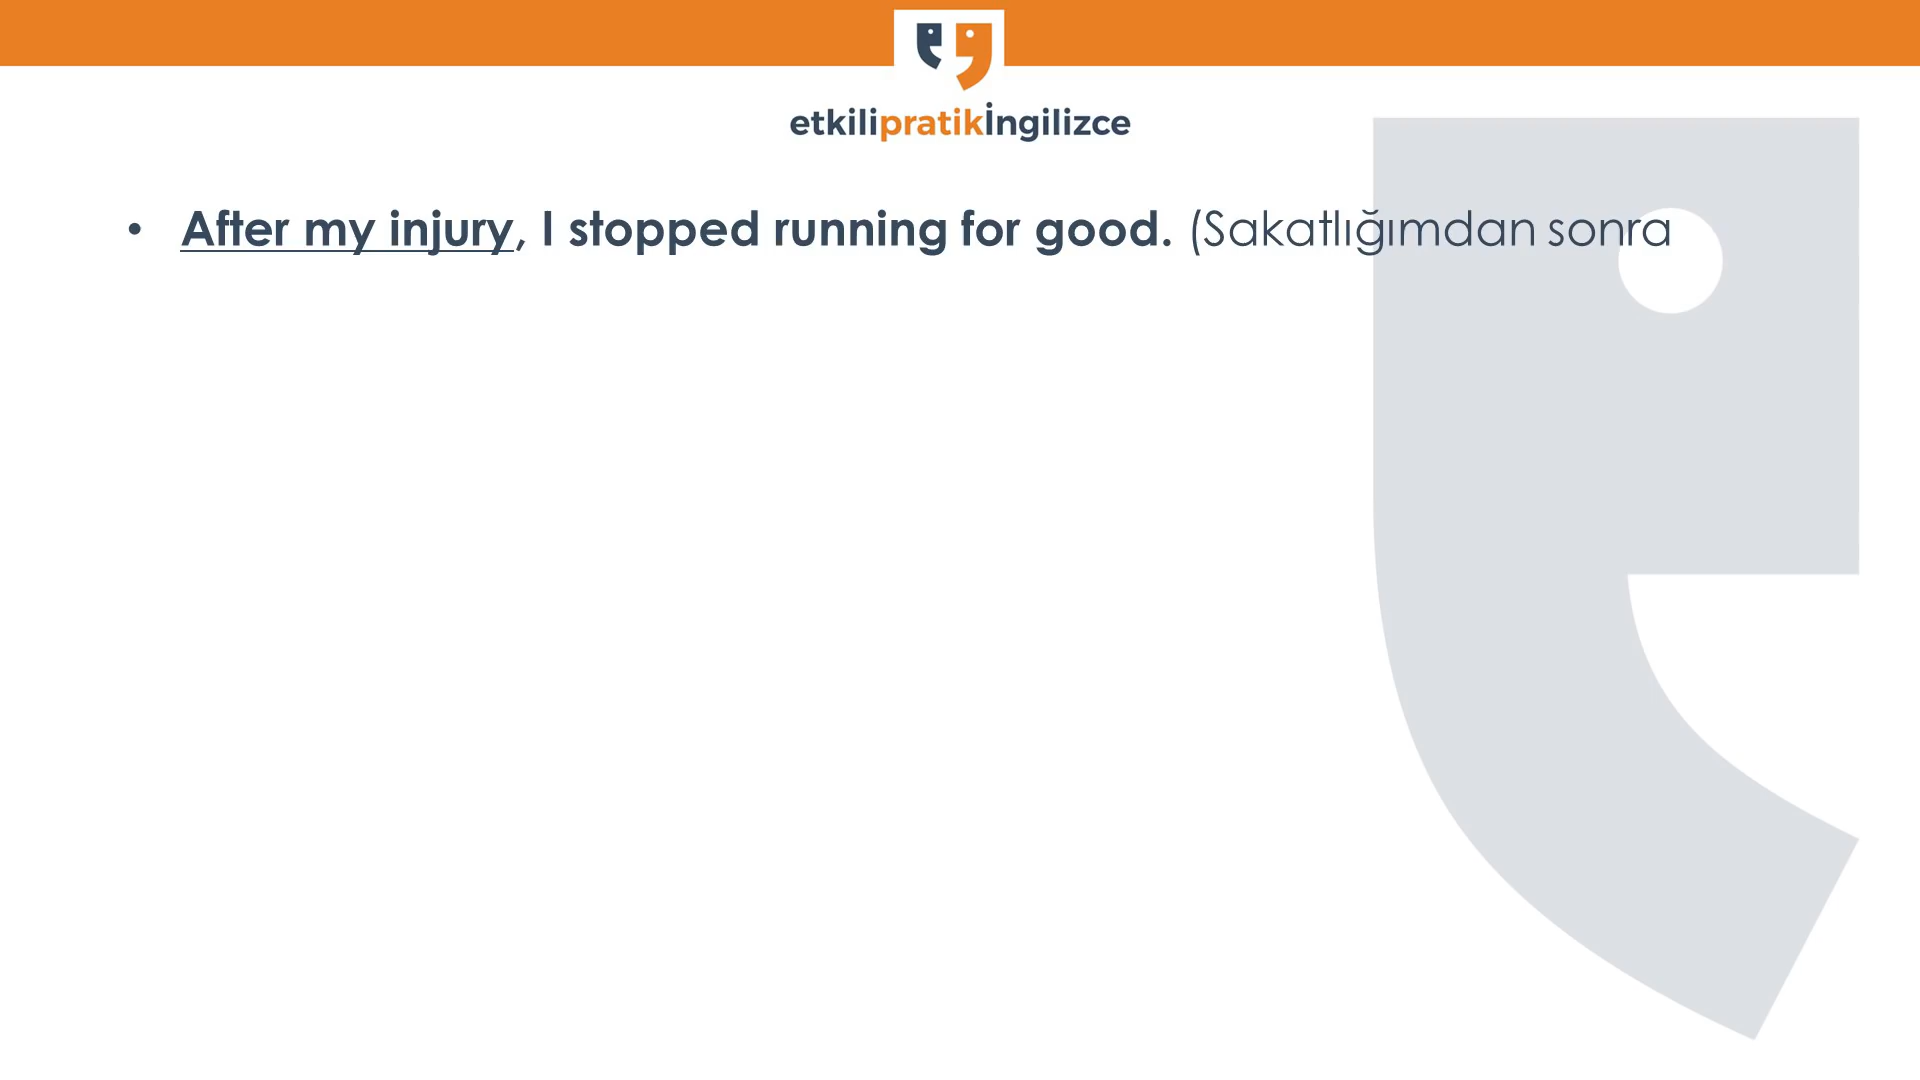 etkilipratikİngilizce
• After my injury, I stopped running for good. (Sakatlığımdan sonra